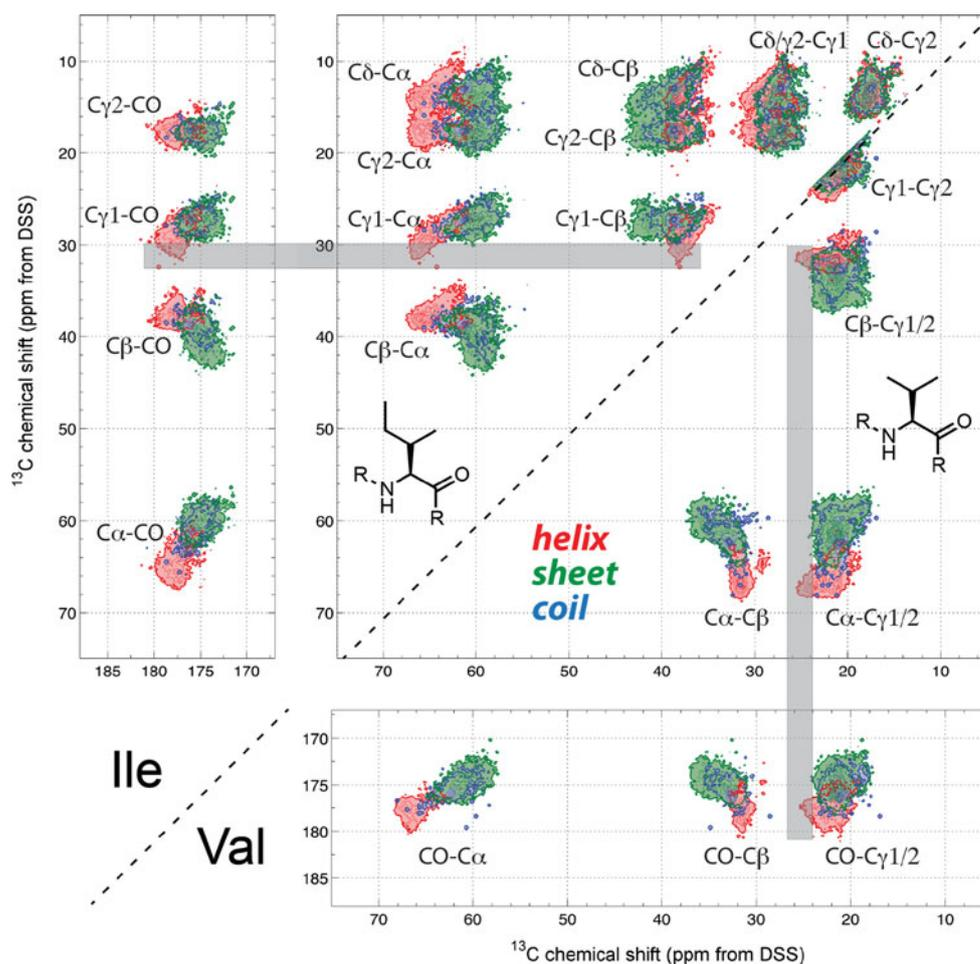 5
10
20
30
40
50
60
70
10
20
30
40
50
60
70
185
180
175
170
70
60
50
40
30
20
10
¹³C chemical shift (ppm from DSS)
Cγ2-CO
Cγ1-CO
Cβ-CO
Cα-CO
Cδ-Cα
Cγ2-Cα
Cγ1-Cα
Cβ-Cα
Cδ-Cβ
Cγ2-Cβ
Cγ1-Cβ
Cδ/γ2-Cγ1
Cδ-Cγ2
Cγ1-Cγ2
Cβ-Cγ1/2
R
N
H
O
R
R
N
H
O
R
helix
sheet
coil
Cα-Cβ
Cα-Cγ1/2
Ile
Val
170
175
180
185
CO-Cα
CO-Cβ
CO-Cγ1/2
70
60
50
40
30
20
10
¹³C chemical shift (ppm from DSS)